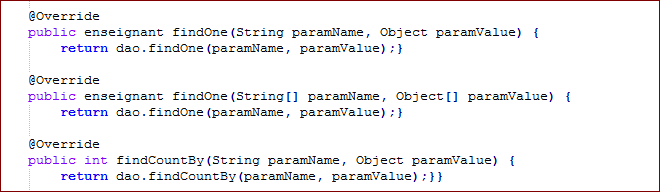 @Override
public enseignant findOne(String paramName, Object paramValue) {
return dao.findOne(paramName, paramValue);}
@Override
public enseignant findOne(String[] paramName, Object[] paramValue) {
return dao.findOne(paramName, paramValue);}
@Override
public int findCountBy(String paramName, Object paramValue) {
return dao.findCountBy(paramName, paramValue);}}